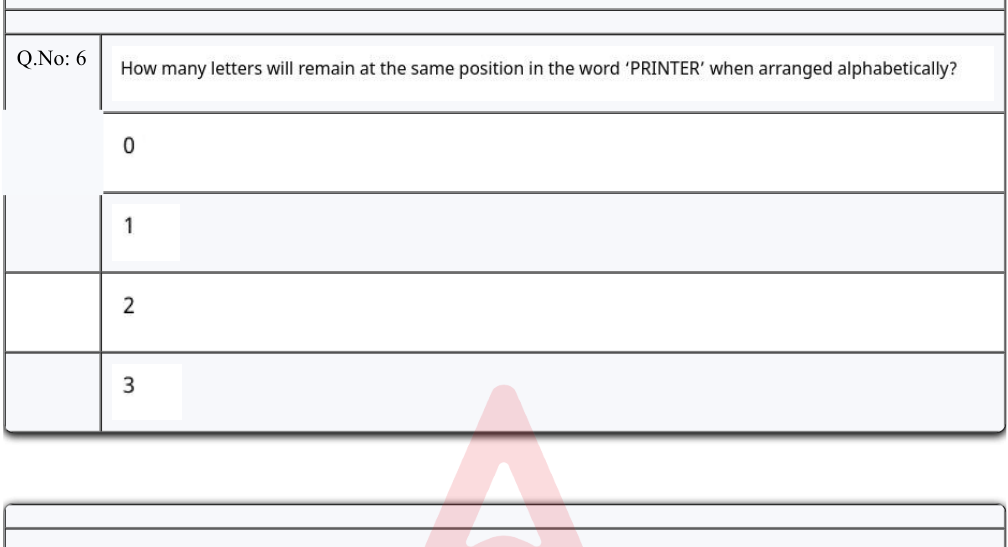 Q.No: 6
How many letters will remain at the same position in the word ‘PRINTER’ when arranged alphabetically?
0
1
2
3